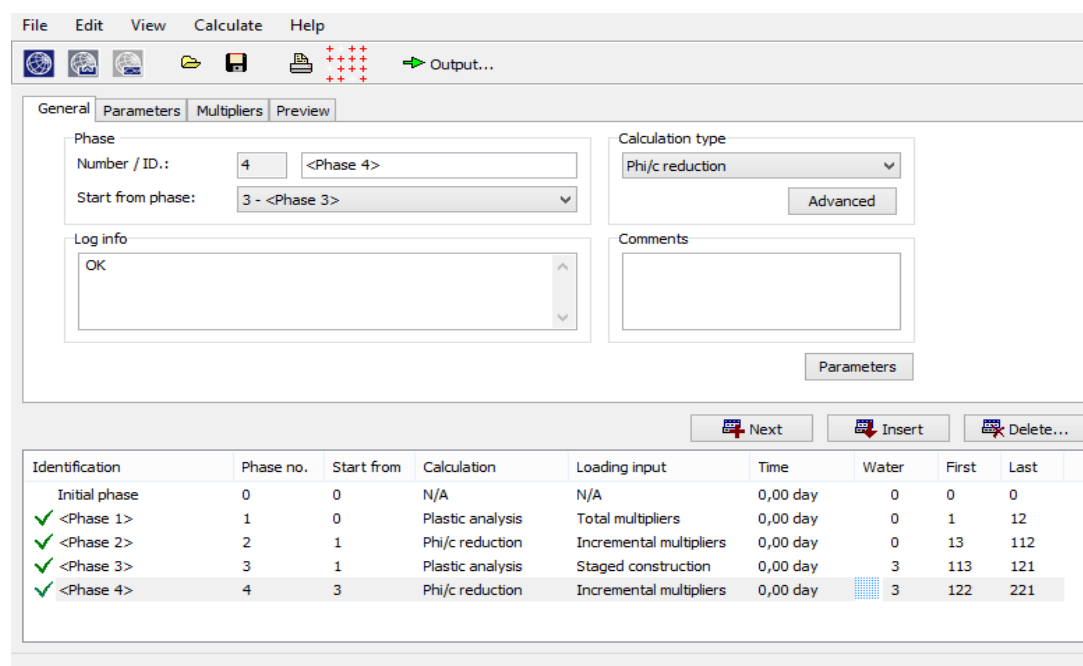 File Edit View Calculate Help
Output...
General Parameters Multipliers Preview
Phase
Number / ID.: 4 <Phase 4>
Start from phase: 3 - <Phase 3>
Calculation type
Phi/c reduction
Advanced
Log info
OK
Comments
Parameters
Next Insert Delete...
Identification Phase no. Start from Calculation Loading input Time Water First Last
Initial phase 0 0 N/A N/A 0,00 day 0 0 0
<Phase 1> 1 0 Plastic analysis Total multipliers 0,00 day 0 1 12
<Phase 2> 2 1 Phi/c reduction Incremental multipliers 0,00 day 0 13 112
<Phase 3> 3 1 Plastic analysis Staged construction 0,00 day 3 113 121
<Phase 4> 4 3 Phi/c reduction Incremental multipliers 0,00 day 3 122 221